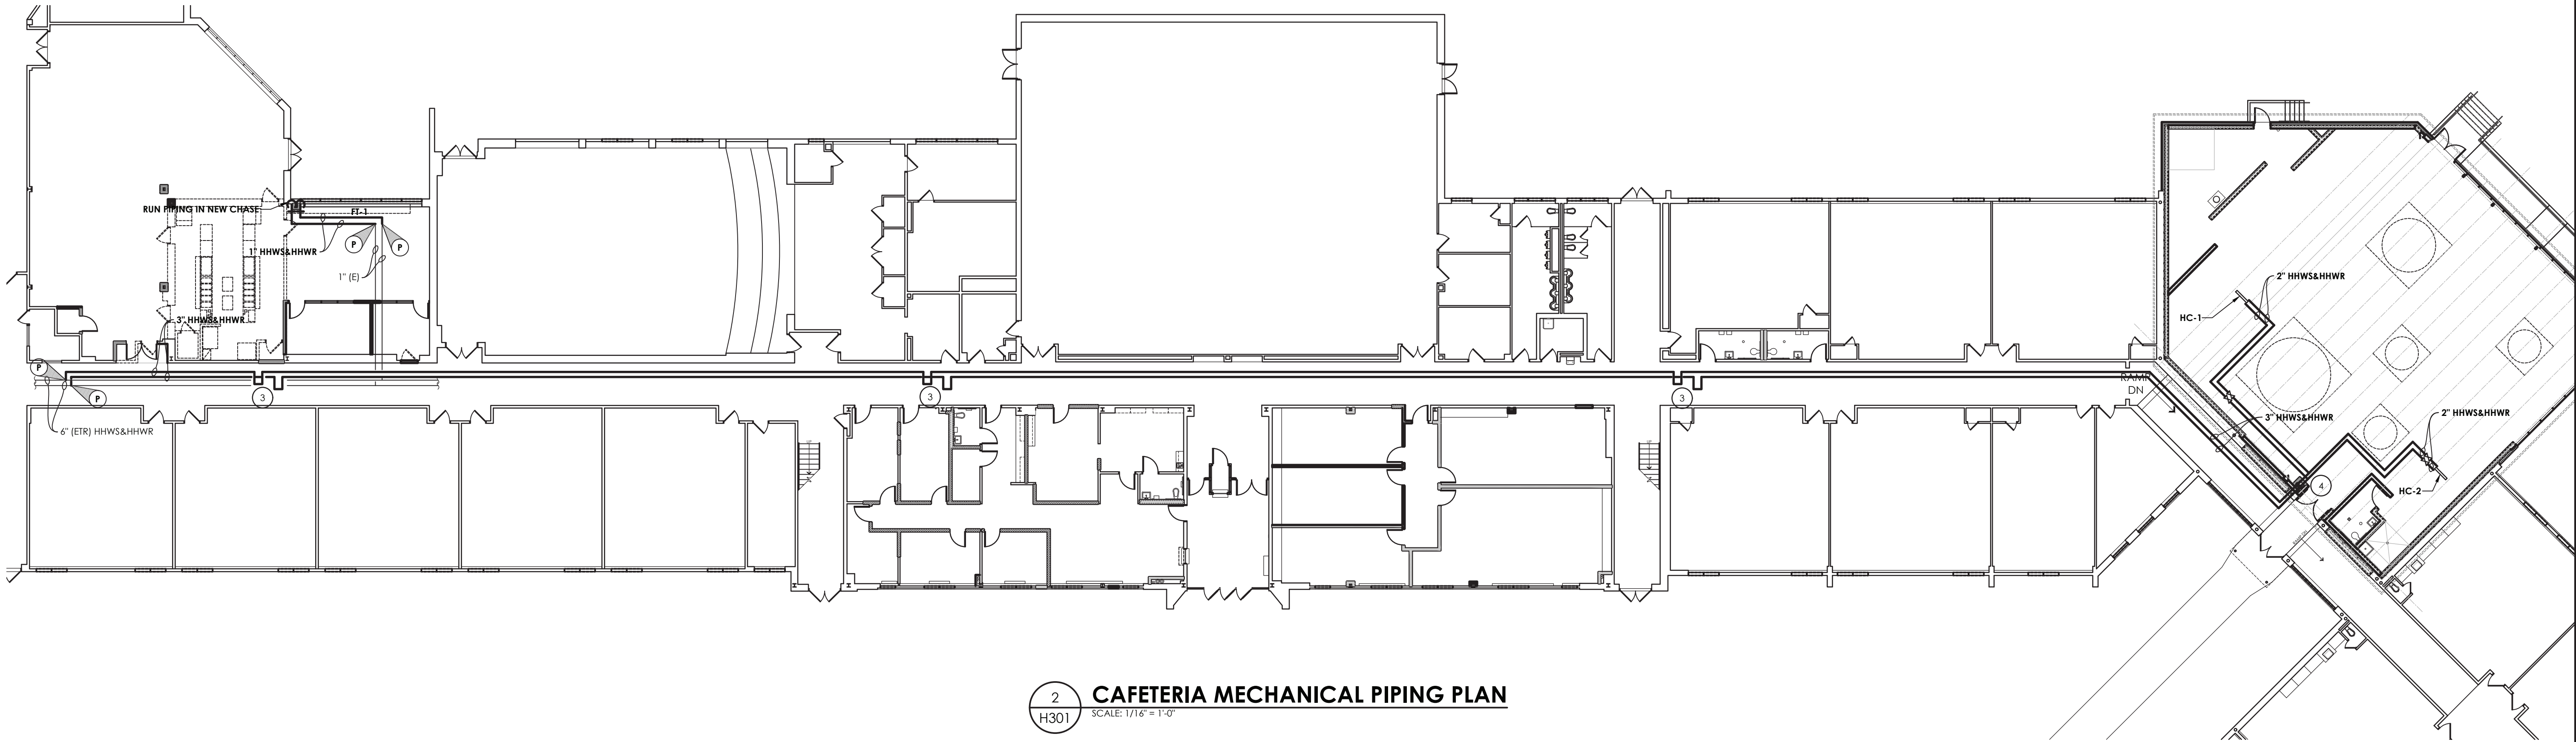 RUN PIPING IN NEW CHASE
FT-1
P
P
1" HHWS&HHWR
1" (E)
3" HHWS&HHWR
P
P
6" (ETR) HHWS&HHWR
3
3
3
RAMP
DN
2" HHWS&HHWR
HC-1
3" HHWS&HHWR
2" HHWS&HHWR
HC-2
4
2
H301
CAFETERIA MECHANICAL PIPING PLAN
SCALE: 1/16" = 1'-0"